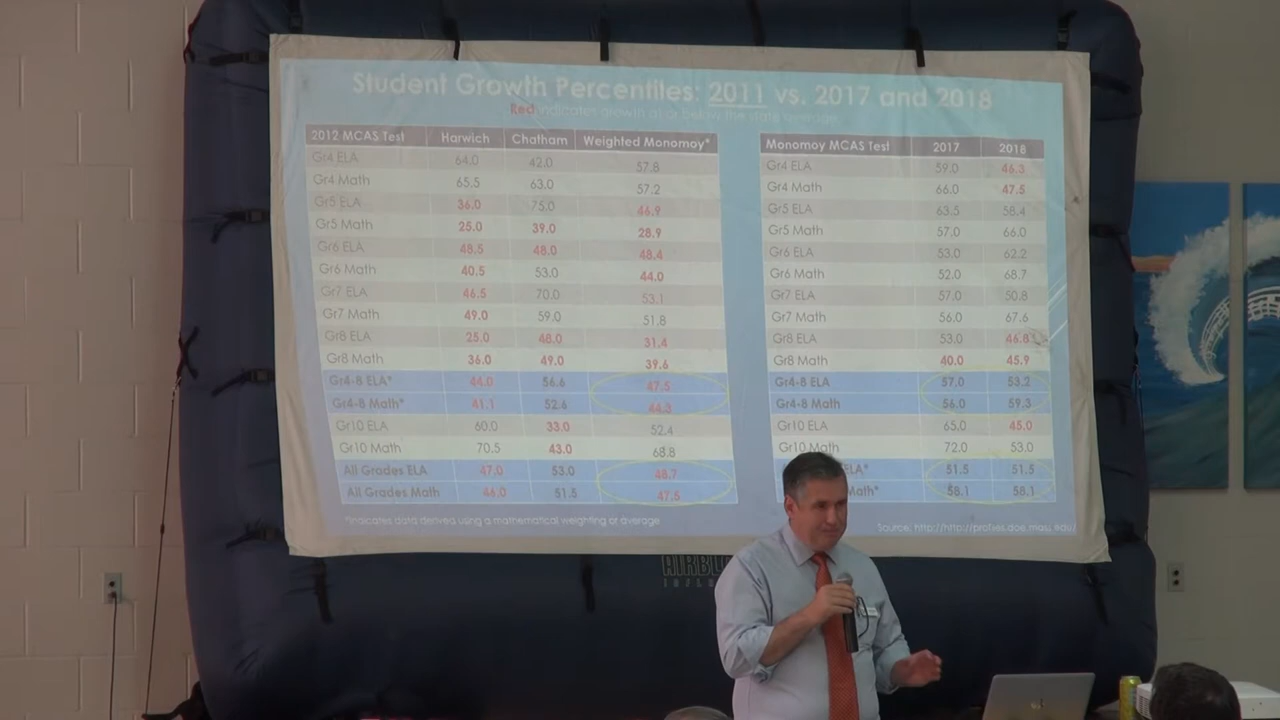 Student Growth Percentiles: 2011 vs. 2017 and 2018
Red indicates growth at or below the state average
2012 MCAS Test Harwich Chatham Weighted Monomoy*
Gr4 ELA 64.0 42.0 57.8
Gr4 Math 65.5 63.0 57.2
Gr5 ELA 36.0 75.0 46.9
Gr5 Math 25.0 39.0 28.9
Gr6 ELA 48.5 48.0 48.4
Gr6 Math 40.5 53.0 44.0
Gr7 ELA 46.5 70.0 53.1
Gr7 Math 49.0 59.0 51.8
Gr8 ELA 25.0 48.0 31.4
Gr8 Math 36.0 49.0 39.6
Gr4-8 ELA* 44.0 56.6 47.5
Gr4-8 Math* 41.1 52.6 44.3
Gr10 ELA 60.0 33.0 52.4
Gr10 Math 70.5 43.0 68.8
All Grades ELA 47.0 53.0 48.7
All Grades Math 46.0 51.5 47.5
*Indicates data derived using a mathematical weighting or average
Monomoy MCAS Test 2017 2018
Gr4 ELA 59.0 46.3
Gr4 Math 66.0 47.5
Gr5 ELA 63.5 58.4
Gr5 Math 57.0 66.0
Gr6 ELA 53.0 62.2
Gr6 Math 52.0 68.7
Gr7 ELA 57.0 50.8
Gr7 Math 56.0 67.6
Gr8 ELA 53.0 46.8
Gr8 Math 40.0 45.9
Gr4-8 ELA 57.0 53.2
Gr4-8 Math 56.0 59.3
Gr10 ELA 65.0 45.0
Gr10 Math 72.0 53.0
ELA* 51.5 51.5
Math* 58.1 58.1
Source: http://http://profiles.doe.mass.edu/